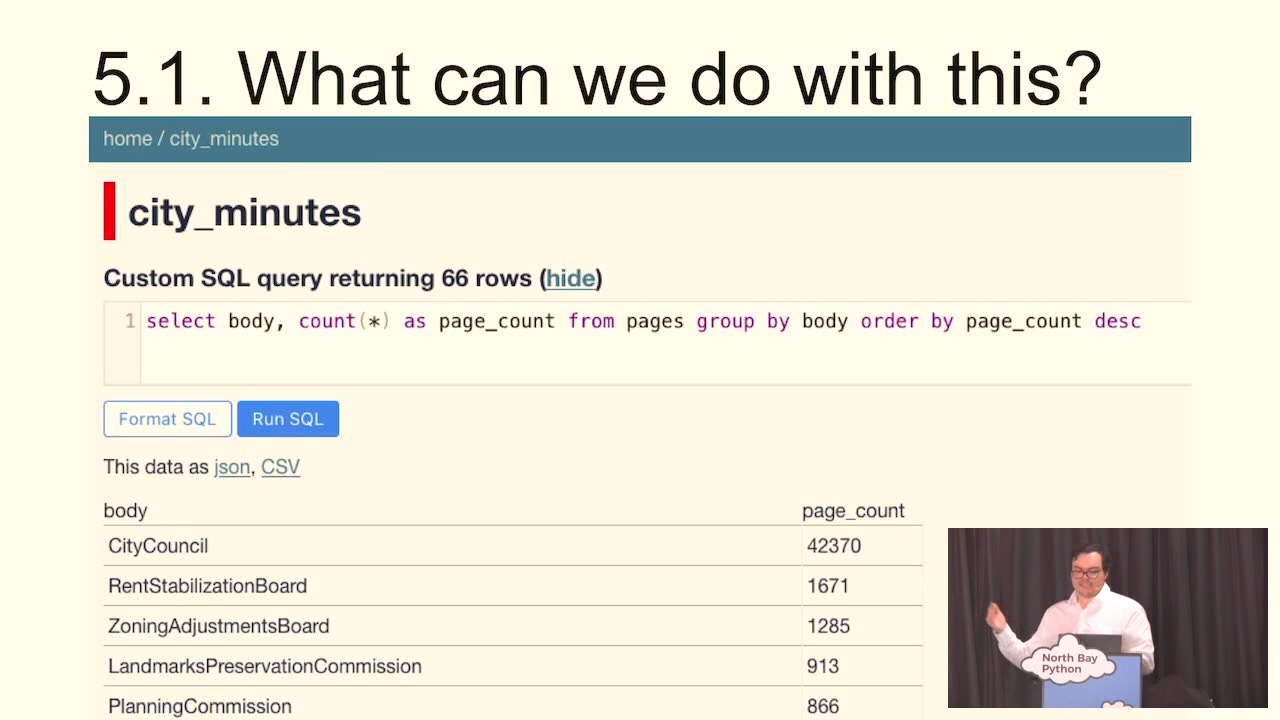 5.1. What can we do with this?
home / city_minutes
city_minutes
Custom SQL query returning 66 rows (hide)
1 select body, count(*) as page_count from pages group by body order by page_count desc
Format SQL Run SQL
This data as json, CSV
body page_count
CityCouncil 42370
RentStabilizationBoard 1671
ZoningAdjustmentsBoard 1285
LandmarksPreservationCommission 913
PlanningCommission 866
North Bay
Python